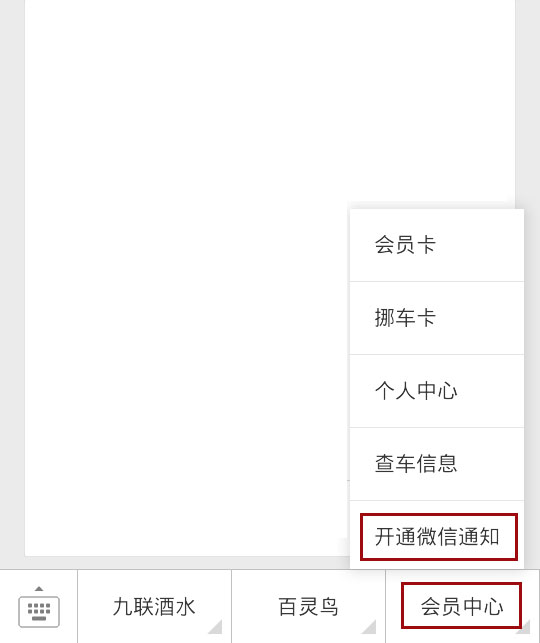 会员卡
挪车卡
个人中心
查车信息
开通微信通知
九联酒水
百灵鸟
会员中心